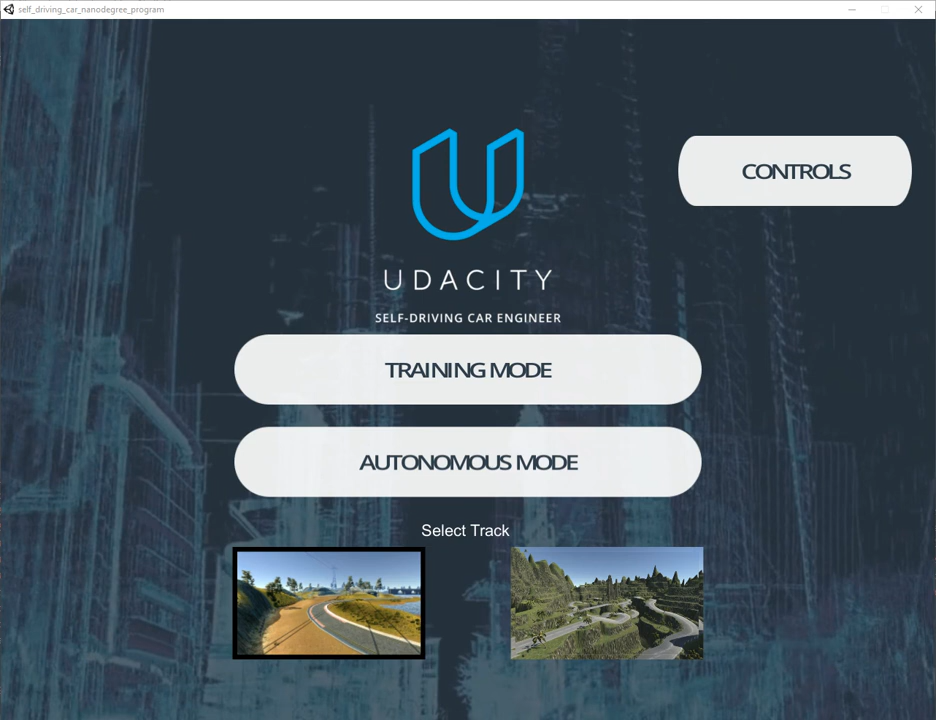 self_driving_car_nanodegree_program
CONTROLS
UDACITY
SELF-DRIVING CAR ENGINEER
TRAINING MODE
AUTONOMOUS MODE
Select Track